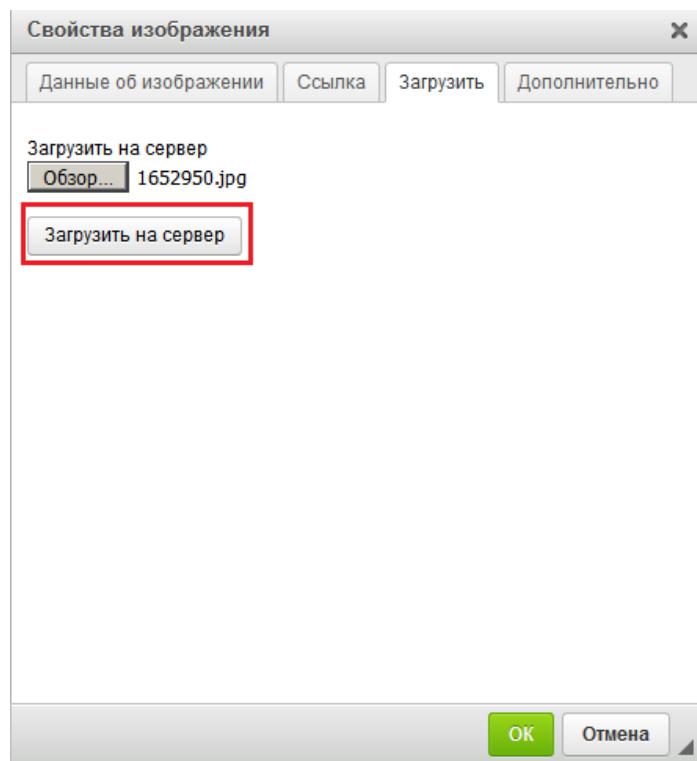 Свойства изображения
Данные об изображении Ссылка Загрузить Дополнительно
Загрузить на сервер
Обзор... 1652950.jpg
Загрузить на сервер
ОК Отмена